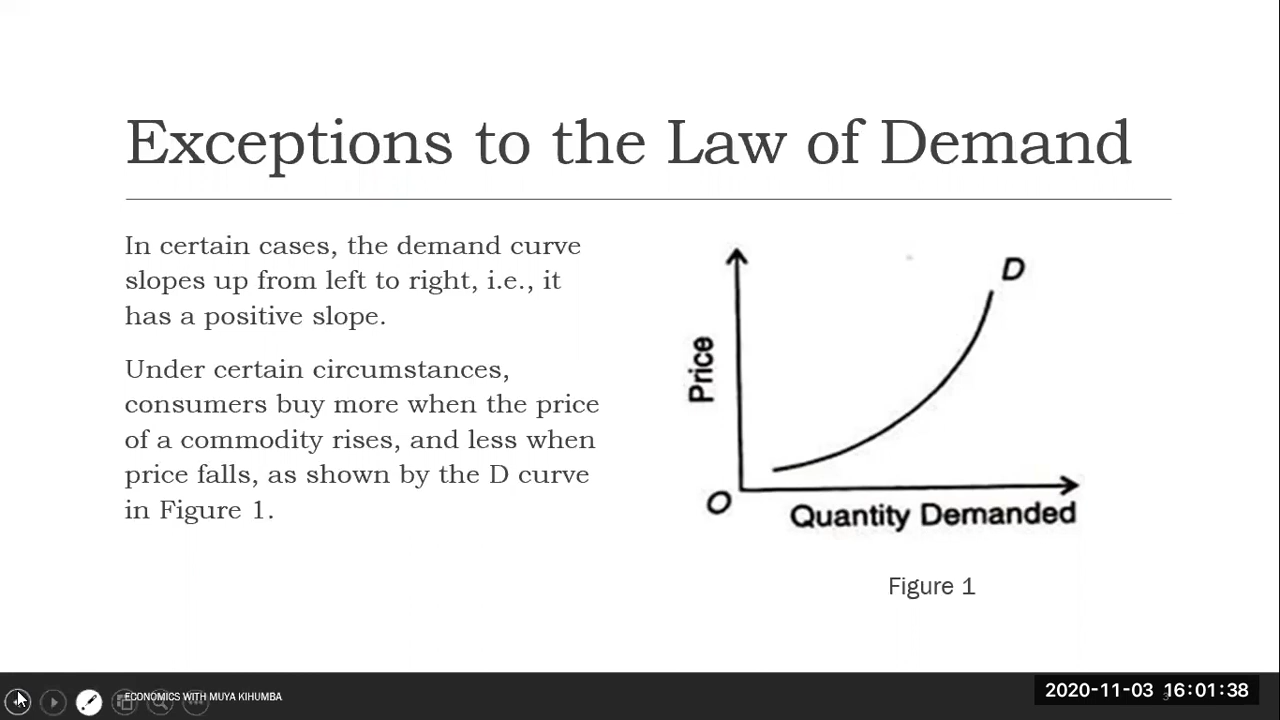 Exceptions to the Law of Demand
In certain cases, the demand curve
slopes up from left to right, i.e., it
has a positive slope.
Under certain circumstances,
consumers buy more when the price
of a commodity rises, and less when
price falls, as shown by the D curve
in Figure 1.
D
Price
O
Quantity Demanded
Figure 1
ECONOMICS WITH MUYA KIHUMBA
2020-11-03 16:01:38
3